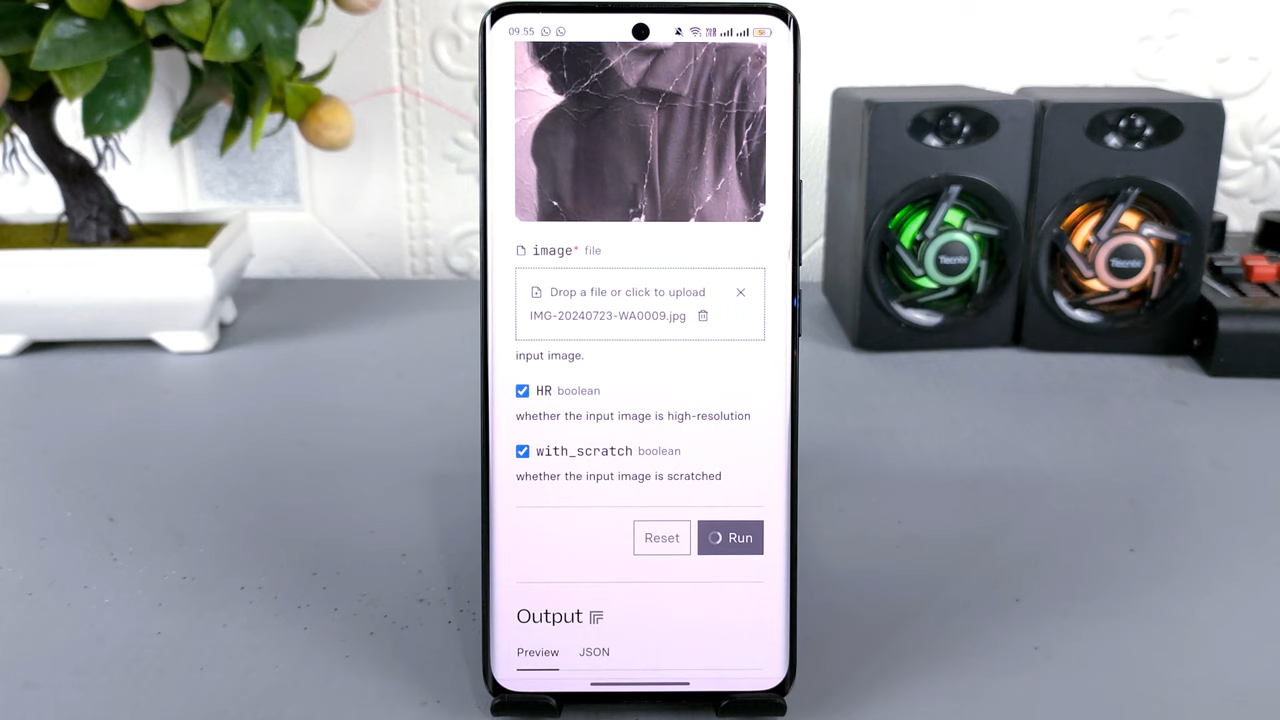 09.55
58
image* file
Drop a file or click to upload
IMG-20240723-WA0009.jpg
input image.
HR boolean
whether the input image is high-resolution
with_scratch boolean
whether the input image is scratched
Reset Run
Output
Preview JSON